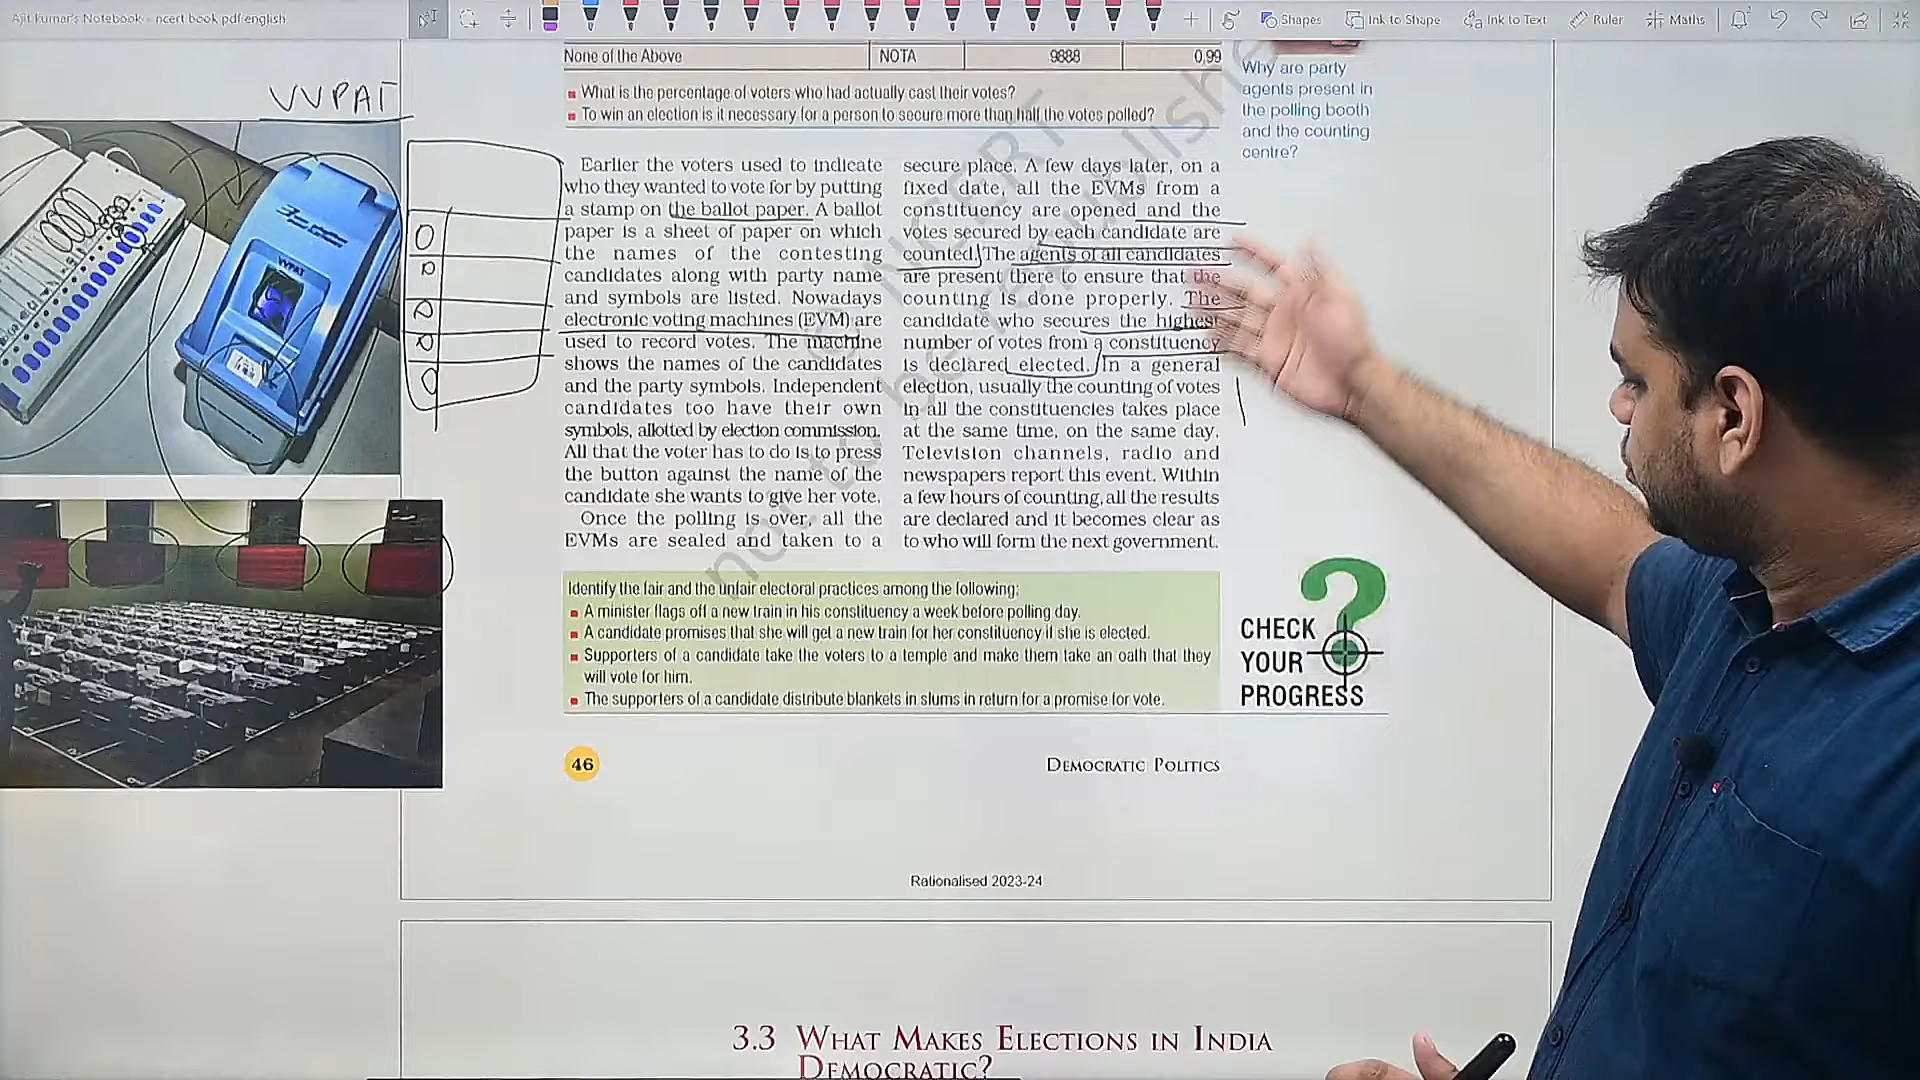 Ajit kumar's Notebook - ncert book pdf english
Shapes
Ink to Shape
Ink to Text
Ruler
Maths
VVPAT
VVPAT
None of the Above NOTA 9888 0.99
What is the percentage of voters who had actually cast their votes?
To win an election is it necessary for a person to secure more than half the votes polled?
Why are party
agents present in
the polling booth
and the counting
centre?
Earlier the voters used to indicate
who they wanted to vote for by putting
a stamp on the ballot paper. A ballot
paper is a sheet of paper on which
the names of the contesting
candidates along with party name
and symbols are listed. Nowadays
electronic voting machines (EVM) are
used to record votes. The machine
shows the names of the candidates
and the party symbols. Independent
candidates too have their own
symbols, allotted by election commission.
All that the voter has to do is to press
the button against the name of the
candidate she wants to give her vote.
Once the polling is over, all the
EVMs are sealed and taken to a
secure place. A few days later, on a
fixed date, all the EVMs from a
constituency are opened and the
votes secured by each candidate are
counted. The agents of all candidates
are present there to ensure that the
counting is done properly. The
candidate who secures the highest
number of votes from a constituency
is declared elected. In a general
election, usually the counting of votes
in all the constituencies takes place
at the same time, on the same day.
Television channels, radio and
newspapers report this event. Within
a few hours of counting, all the results
are declared and it becomes clear as
to who will form the next government.
© NCERT
not to be republished
Identify the fair and the unfair electoral practices among the following:
A minister flags off a new train in his constituency a week before polling day.
A candidate promises that she will get a new train for her constituency if she is elected.
Supporters of a candidate take the voters to a temple and make them take an oath that they
will vote for him.
The supporters of a candidate distribute blankets in slums in return for a promise for vote.
CHECK
YOUR
PROGRESS
?
46
DEMOCRATIC POLITICS
Rationalised 2023-24
3.3 WHAT MAKES ELECTIONS IN INDIA
DEMOCRATIC?